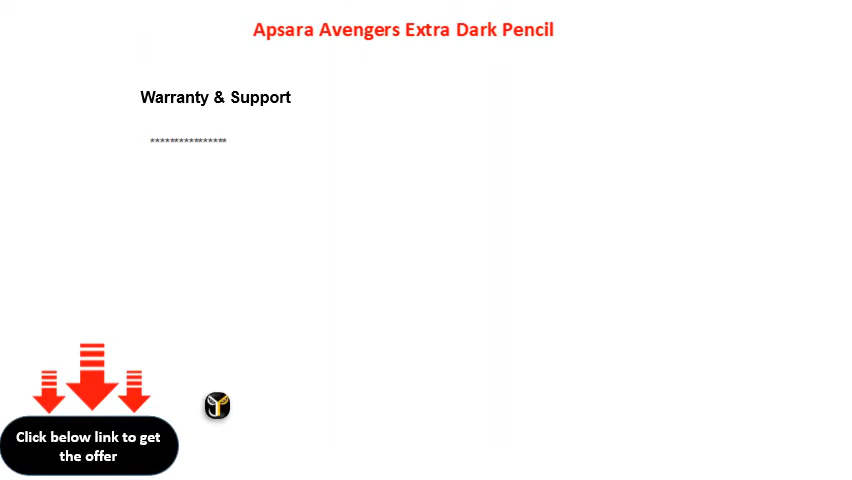 Apsara Avengers Extra Dark Pencil
Warranty & Support
****************
Click below link to get
the offer